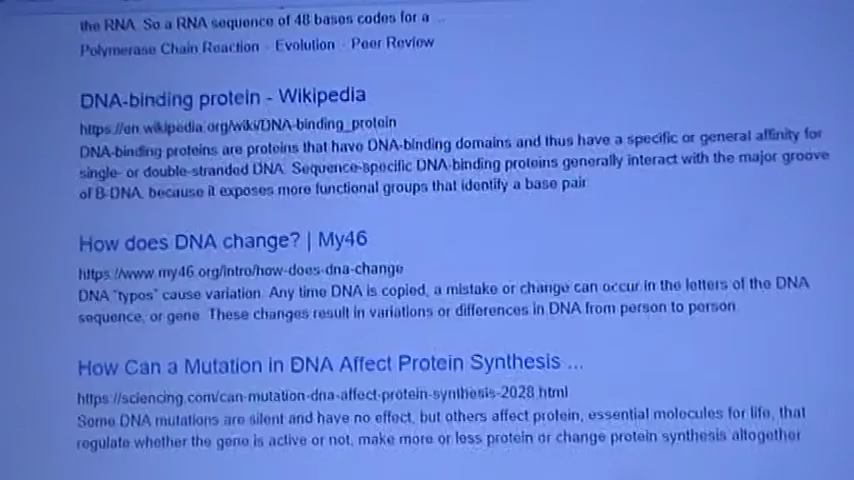 the RNA. So a RNA sequence of 48 bases codes for a ...
Polymerase Chain Reaction - Evolution - Peer Review
DNA-binding protein - Wikipedia
https://en.wikipedia.org/wiki/DNA-binding_protein
DNA-binding proteins are proteins that have DNA-binding domains and thus have a specific or general affinity for
single- or double-stranded DNA. Sequence-specific DNA-binding proteins generally interact with the major groove
of B-DNA, because it exposes more functional groups that identify a base pair.
How does DNA change? | My46
https://www.my46.org/intro/how-does-dna-change
DNA "typos" cause variation. Any time DNA is copied, a mistake or change can occur in the letters of the DNA
sequence, or gene. These changes result in variations or differences in DNA from person to person.
How Can a Mutation in DNA Affect Protein Synthesis ...
https://sciencing.com/can-mutation-dna-affect-protein-synthesis-2028.html
Some DNA mutations are silent and have no effect, but others affect protein, essential molecules for life, that
regulate whether the gene is active or not, make more or less protein or change protein synthesis altogether.